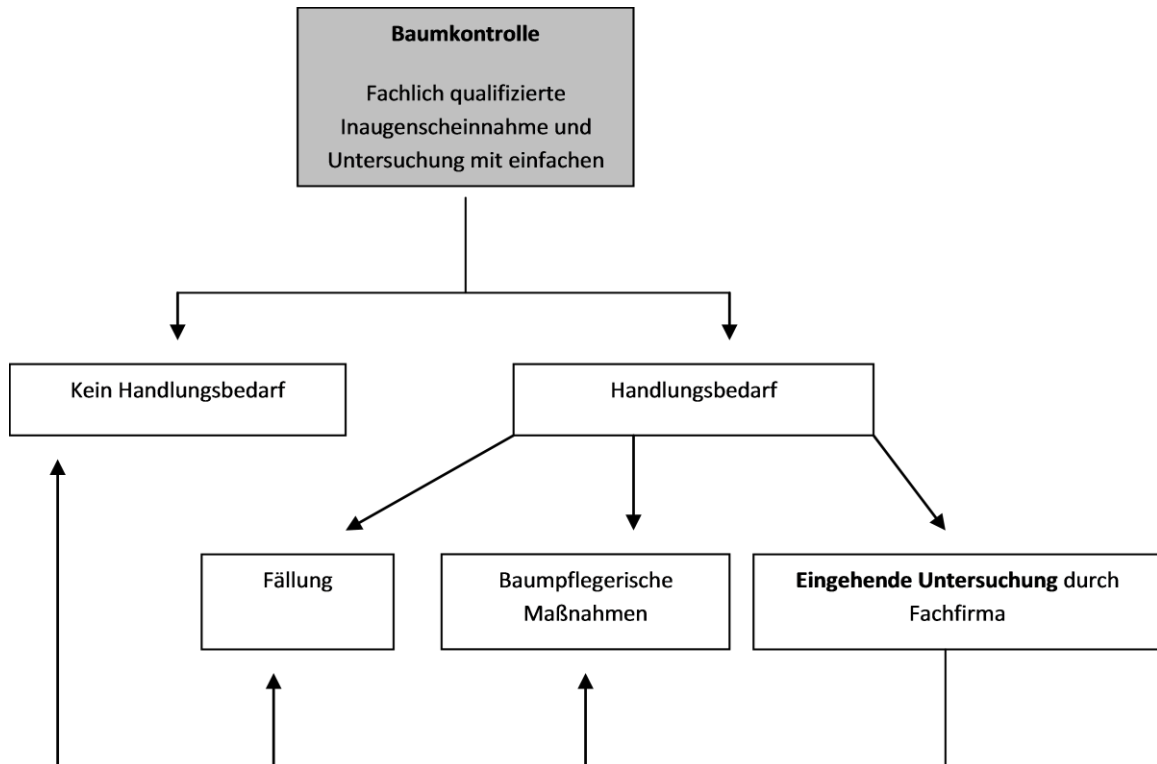 Baumkontrolle
Fachlich qualifizierte
Inaugenscheinnahme und
Untersuchung mit einfachen
Kein Handlungsbedarf
Handlungsbedarf
Fällung
Baumpflegerische
Maßnahmen
Eingehende Untersuchung durch
Fachfirma